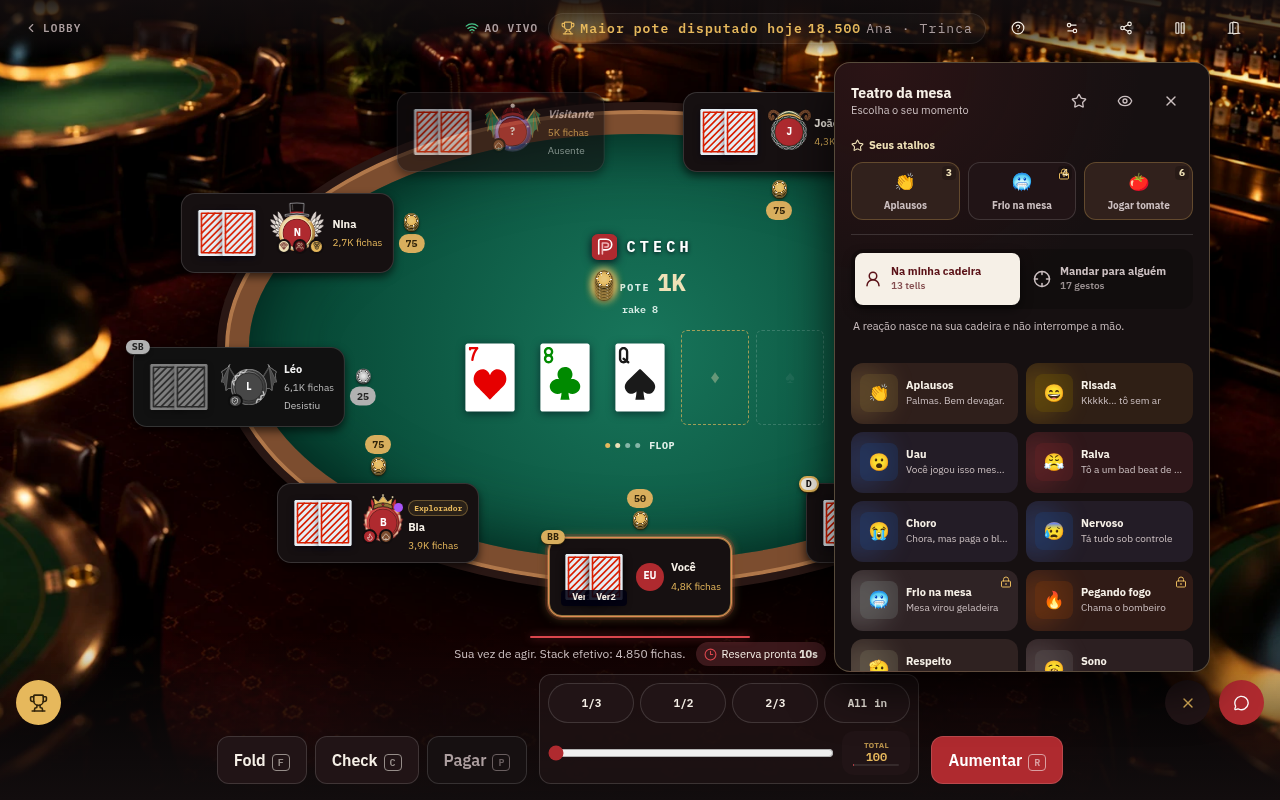 LOBBY
AO VIVO
Maior pote disputado hoje 18.500 Ana · Trinca
Visitante
5K fichas
Ausente
?
J
4,3K
75
Nina
2,7K fichas
N
75
CTECH
POTE 1K
rake 8
SB
Léo
6,1K fichas
Desistiu
L
25
7
8
Q
FLOP
75
Explorador
Bia
3,9K fichas
B
50
BB
D
EU
Você
4,8K fichas
Ver2
Sua vez de agir. Stack efetivo: 4.850 fichas.
Reserva pronta 10s
1/3
1/2
2/3
All in
TOTAL
100
Fold F
Check C
Pagar P
Aumentar R
Teatro da mesa
Escolha o seu momento
Seus atalhos
3
Aplausos
4
Frio na mesa
6
Jogar tomate
Na minha cadeira
13 tells
Mandar para alguém
17 gestos
A reação nasce na sua cadeira e não interrompe a mão.
Aplausos
Palmas. Bem devagar.
Risada
Kkkkk... tô sem ar
Uau
Você jogou isso mes...
Raiva
Tô a um bad beat de ...
Choro
Chora, mas paga o bl...
Nervoso
Tá tudo sob controle
Frio na mesa
Mesa virou geladeira
Pegando fogo
Chama o bombeiro
Respeito
Sono